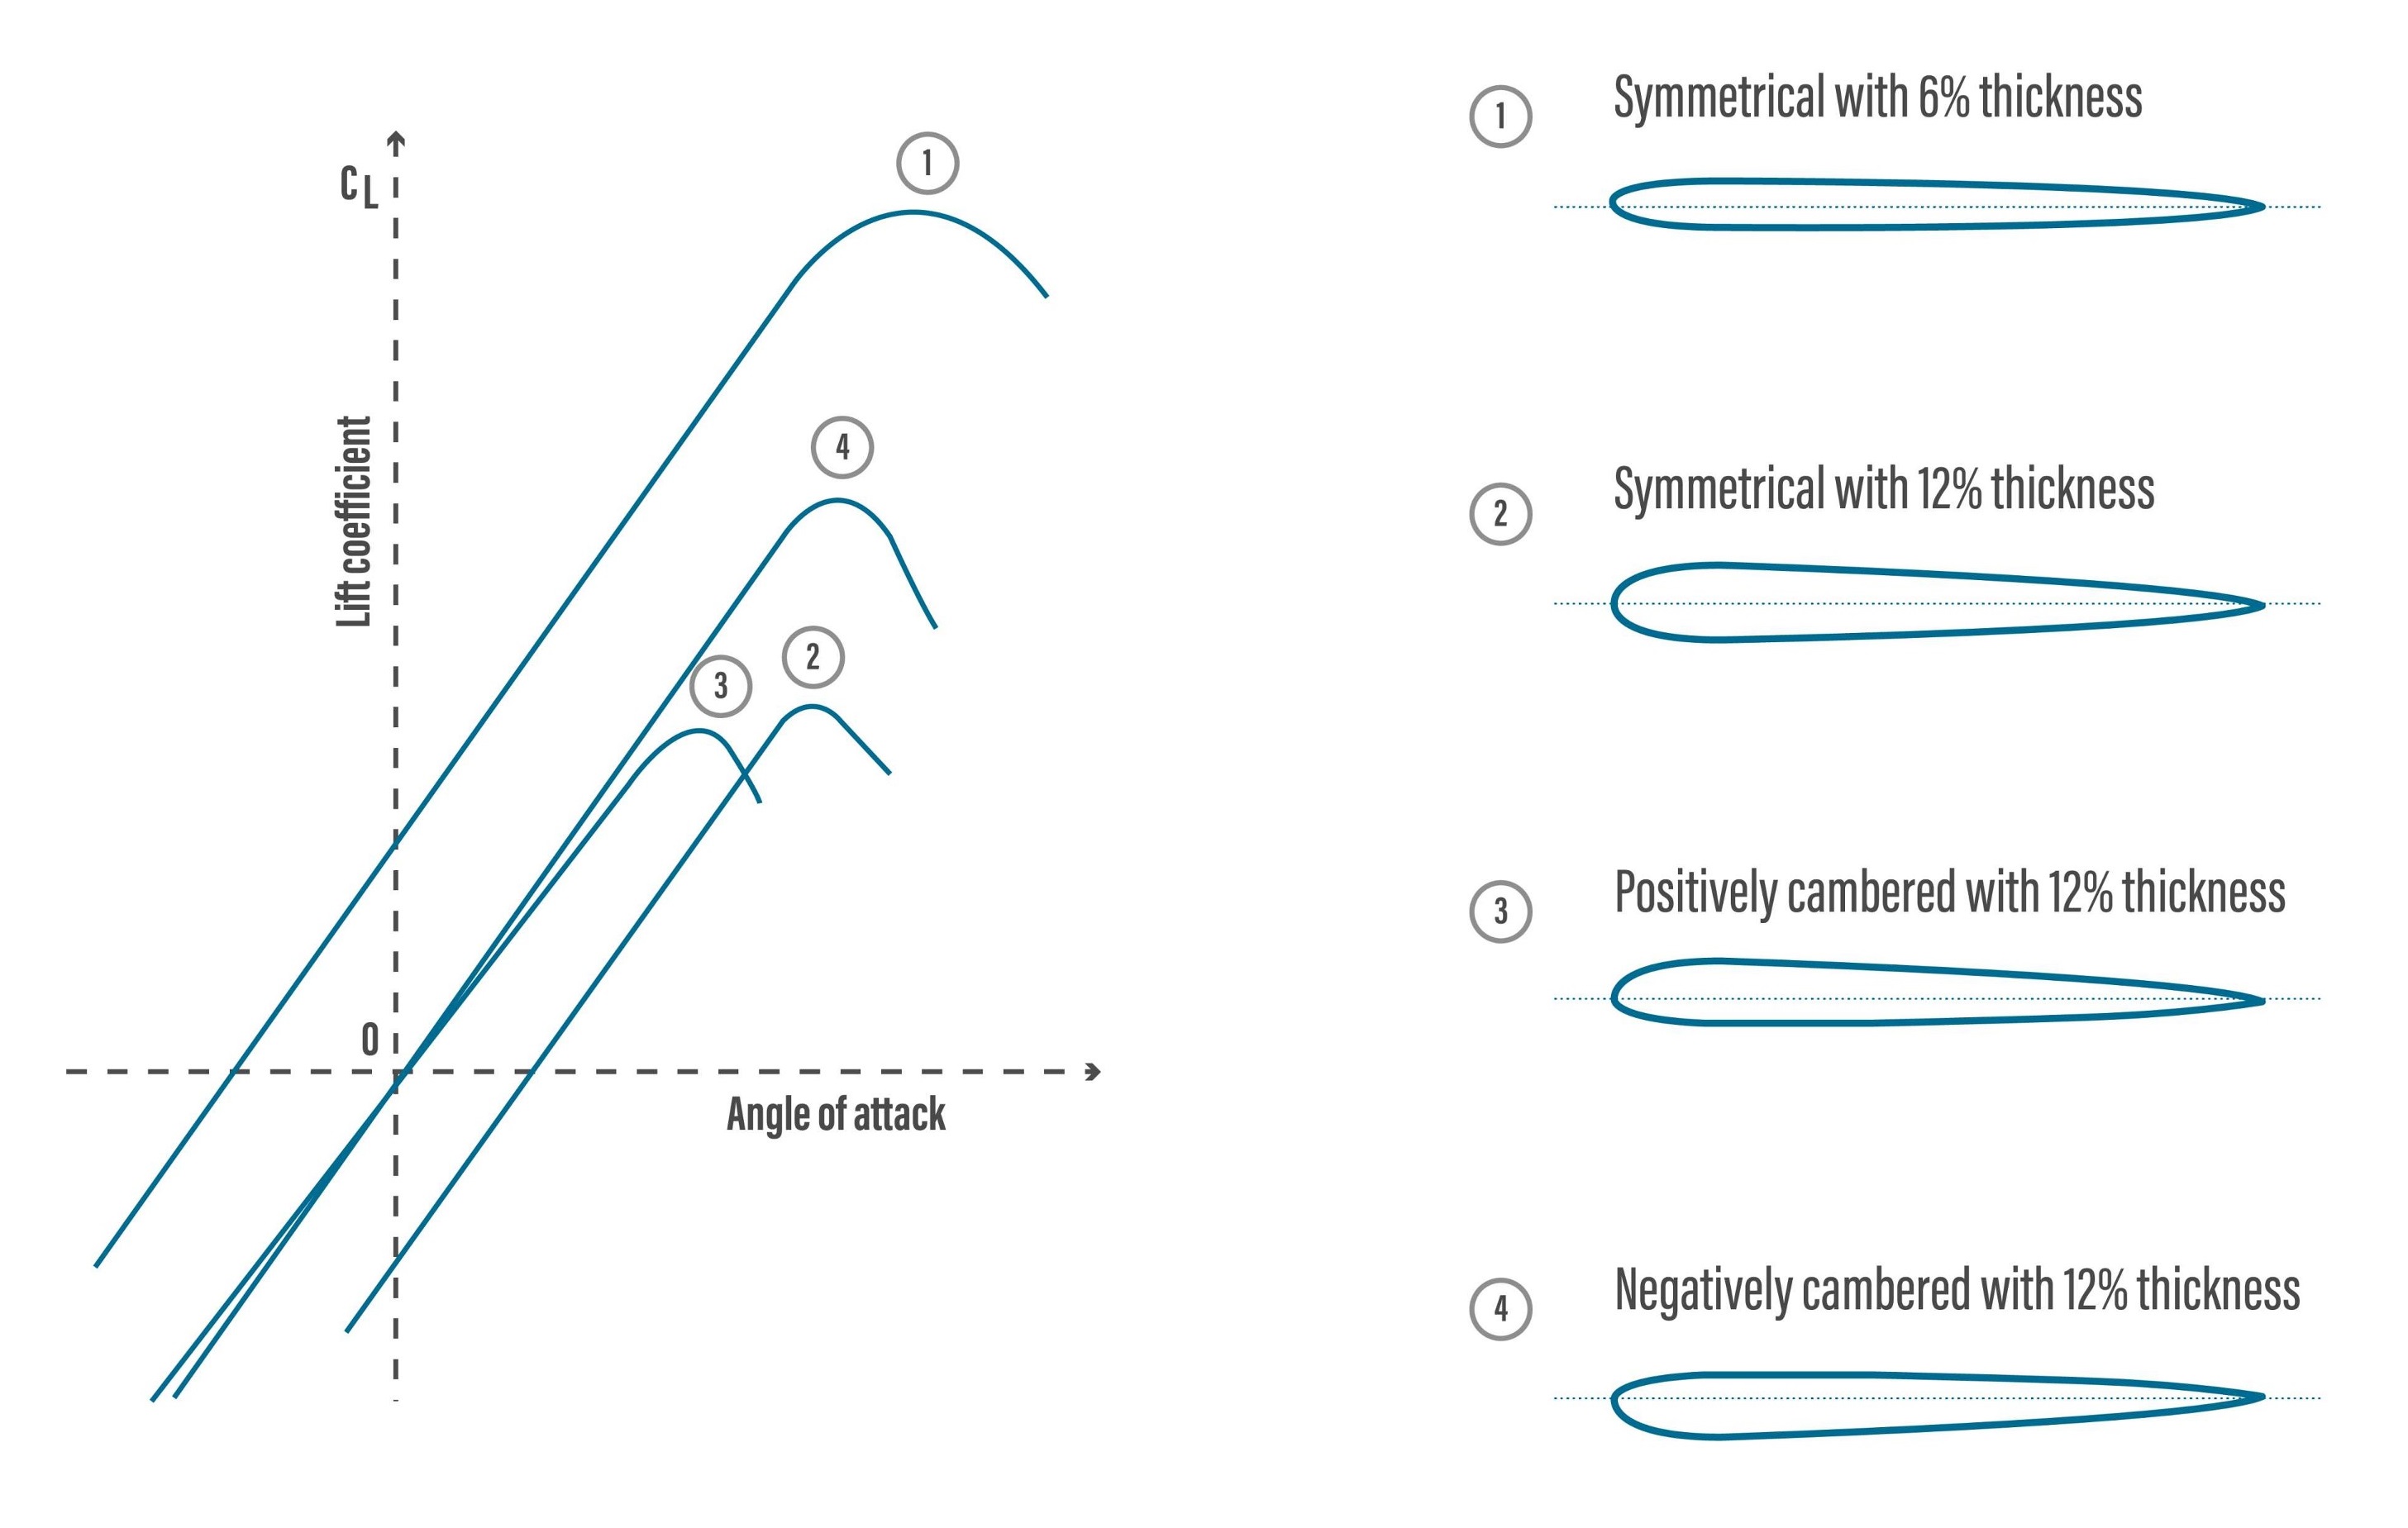 CL
Lift coefficient
0
Angle of attack
1
4
2
3
1
Symmetrical with 6% thickness
2
Symmetrical with 12% thickness
3
Positively cambered with 12% thickness
4
Negatively cambered with 12% thickness